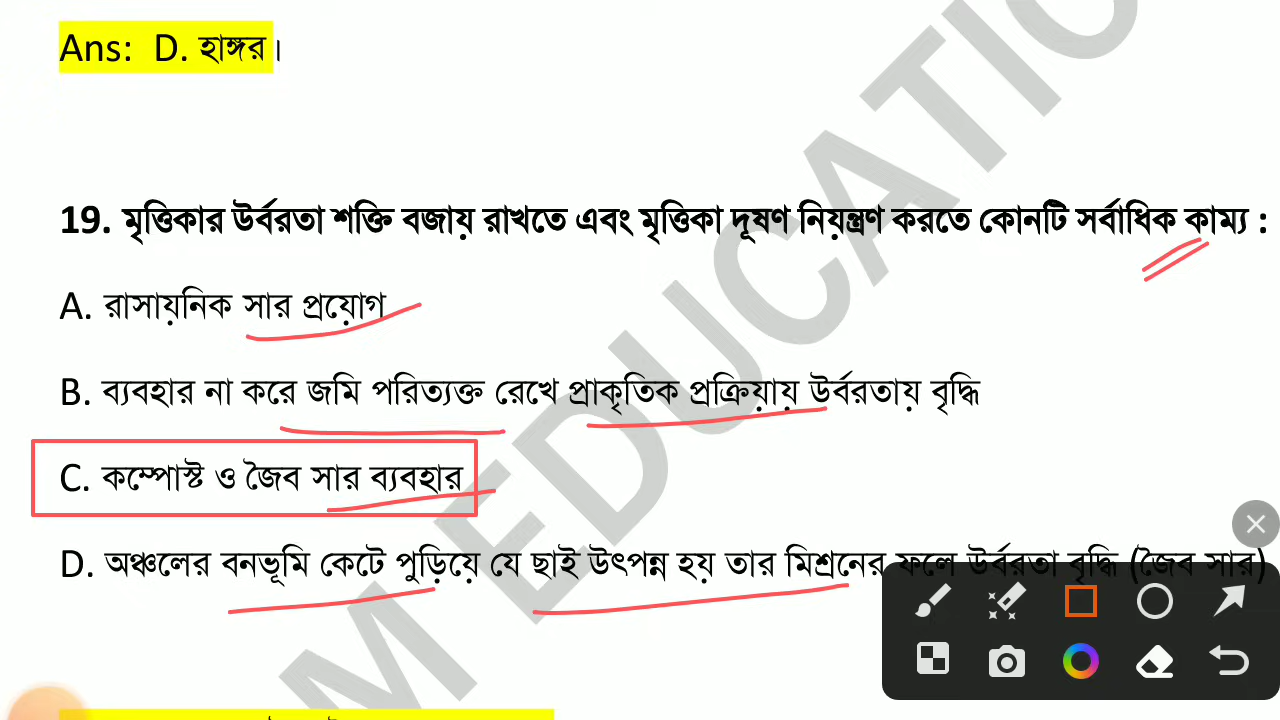 Ans: D. হাঙ্গর।
19. মৃত্তিকার উর্বরতা শক্তি বজায় রাখতে এবং মৃত্তিকা দূষণ নিয়ন্ত্রণ করতে কোনটি সর্বাধিক কাম্য :
A. রাসায়নিক সার প্রয়োগ
B. ব্যবহার না করে জমি পরিত্যক্ত রেখে প্রাকৃতিক প্রক্রিয়ায় উর্বরতায় বৃদ্ধি
C. কম্পোস্ট ও জৈব সার ব্যবহার
D. অঞ্চলের বনভূমি কেটে পুড়িয়ে যে ছাই উৎপন্ন হয় তার মিশ্রনের ফলে উর্বরতা বৃদ্ধি (জৈব সার)
M EDUCATIO